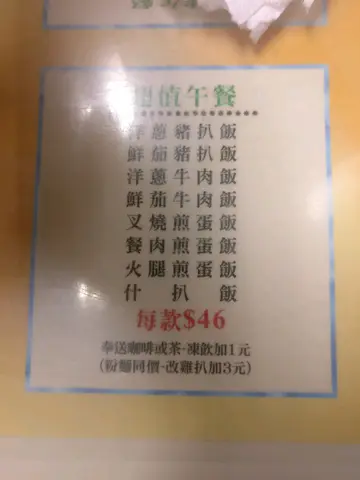 超值午餐
洋蔥豬扒飯
鮮茄豬扒飯
洋蔥牛肉飯
鮮茄牛肉飯
叉燒煎蛋飯
餐肉煎蛋飯
火腿煎蛋飯
什扒飯
每款$46
奉送咖啡或茶-凍飲加1元
(粉麵同價-改雞扒加3元)